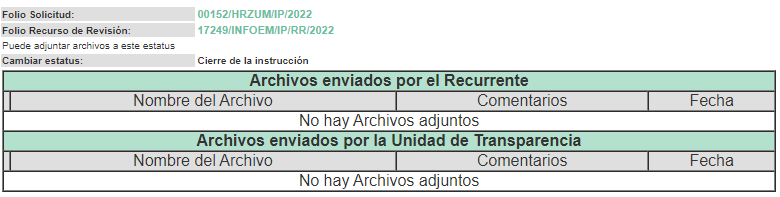 Folio Solicitud: 00152/HRZUM/IP/2022
Folio Recurso de Revisión: 17249/INFOEM/IP/RR/2022
Puede adjuntar archivos a este estatus
Cambiar estatus: Cierre de la instrucción
Archivos enviados por el Recurrente
Nombre del Archivo Comentarios Fecha
No hay Archivos adjuntos
Archivos enviados por la Unidad de Transparencia
Nombre del Archivo Comentarios Fecha
No hay Archivos adjuntos